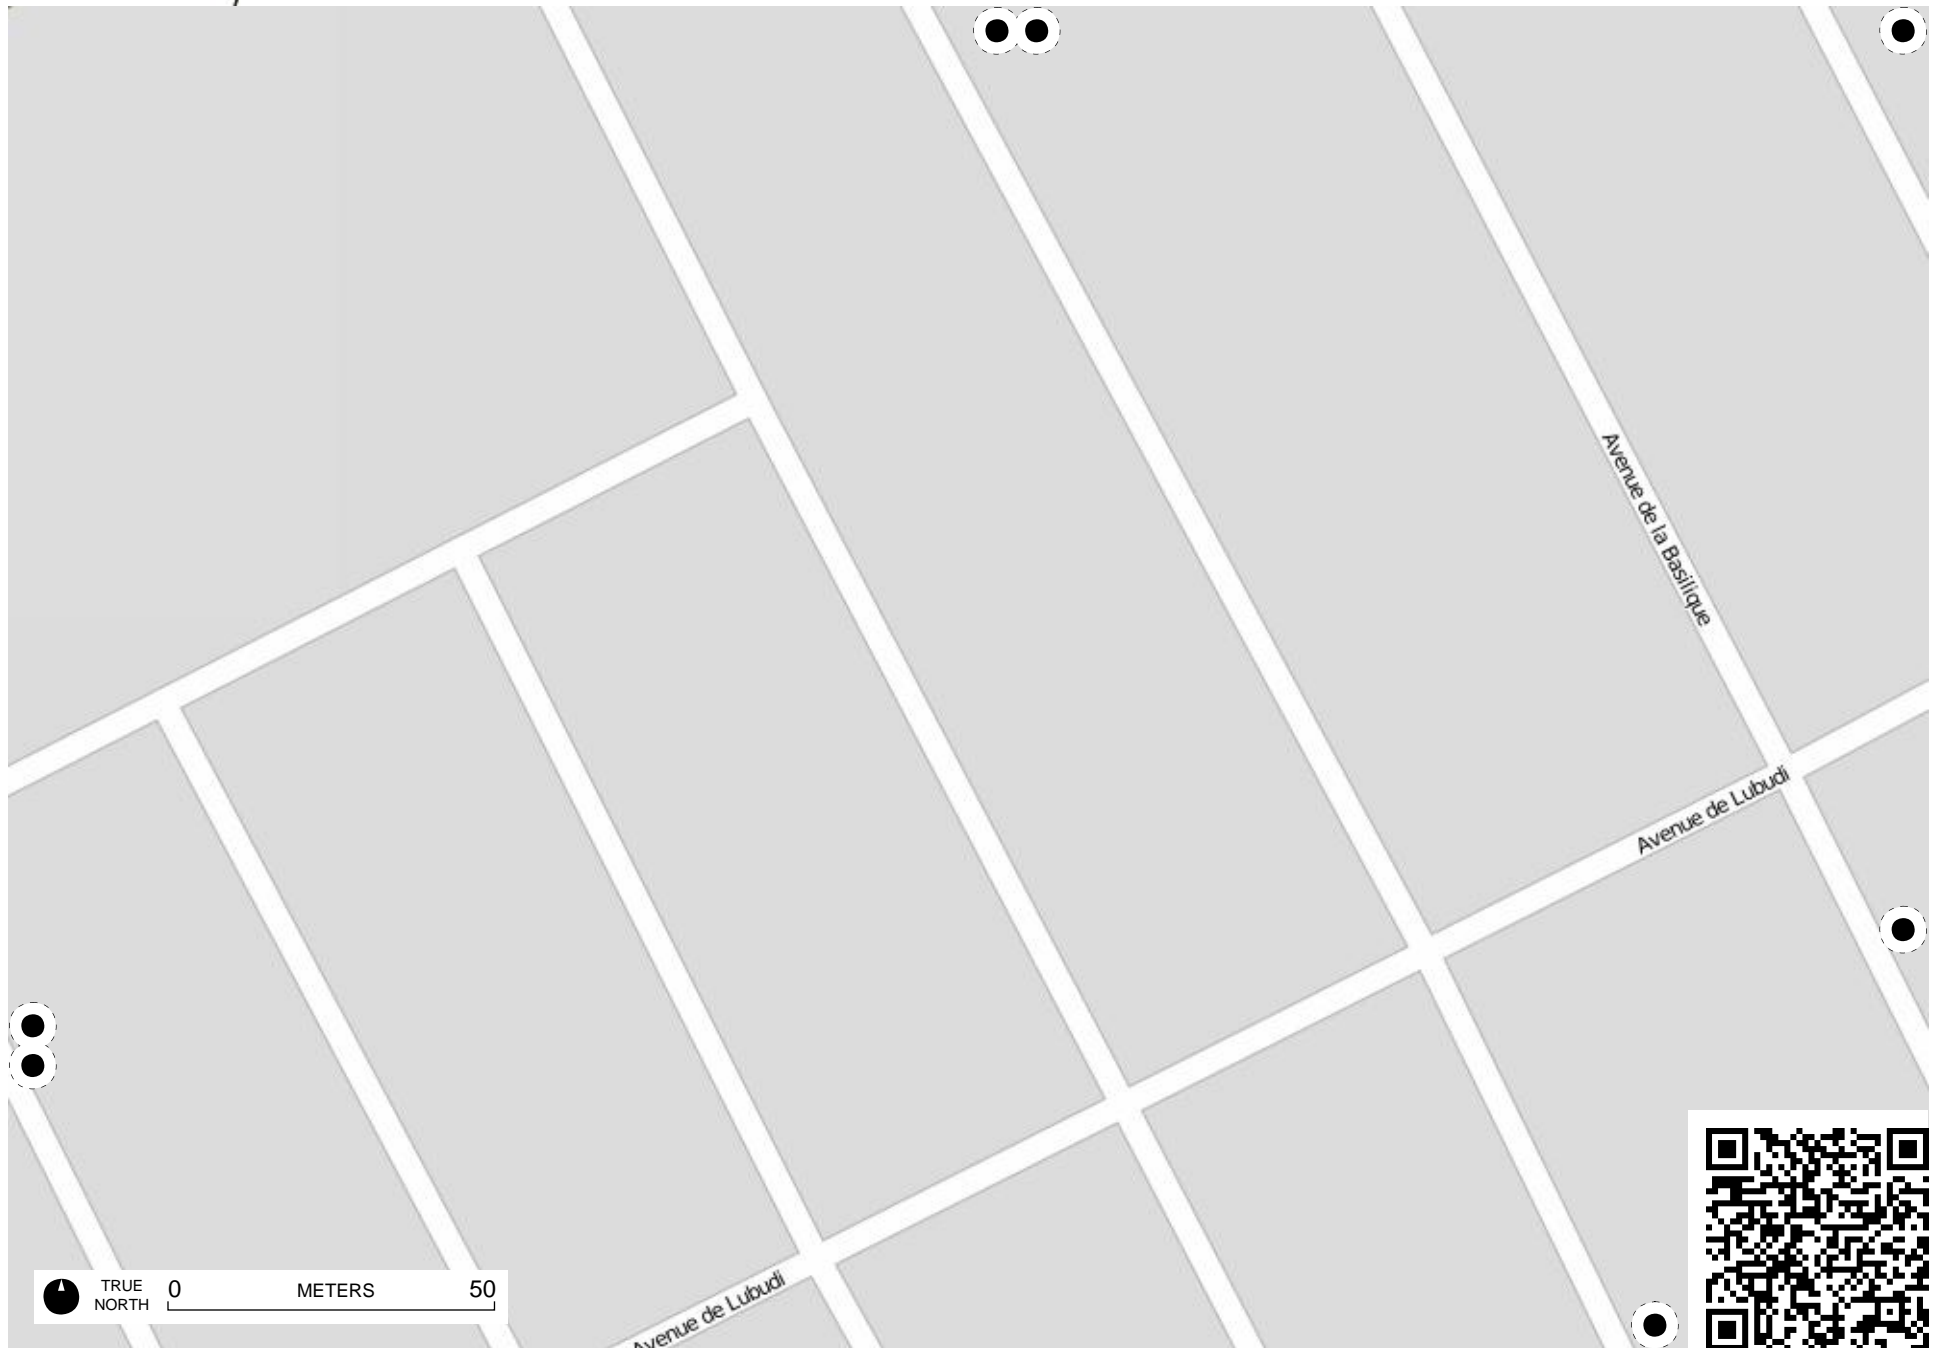 Avenue de la Basilique
Avenue de Lubudi
Avenue de Lubudi
TRUE
NORTH
0 METERS 50